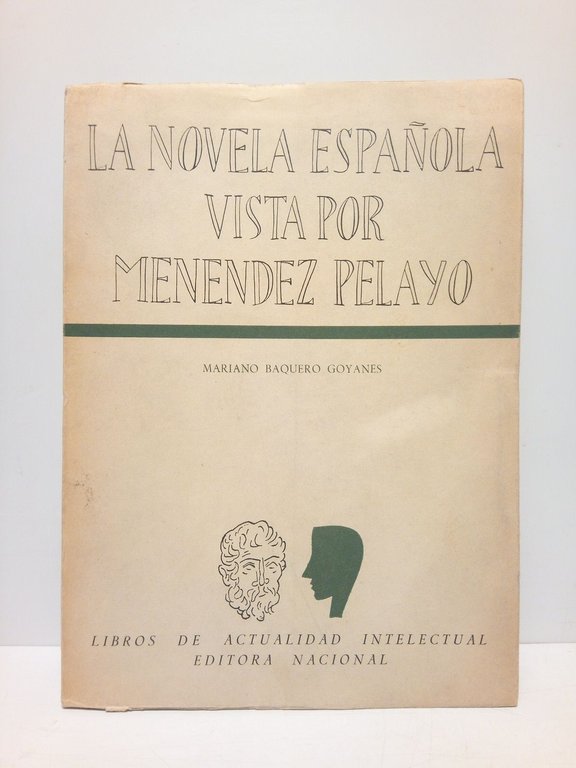 LA NOVELA ESPAÑOLA
VISTA POR
MENENDEZ PELAYO
MARIANO BAQUERO GOYANES
LIBROS DE ACTUALIDAD INTELECTUAL
EDITORA NACIONAL